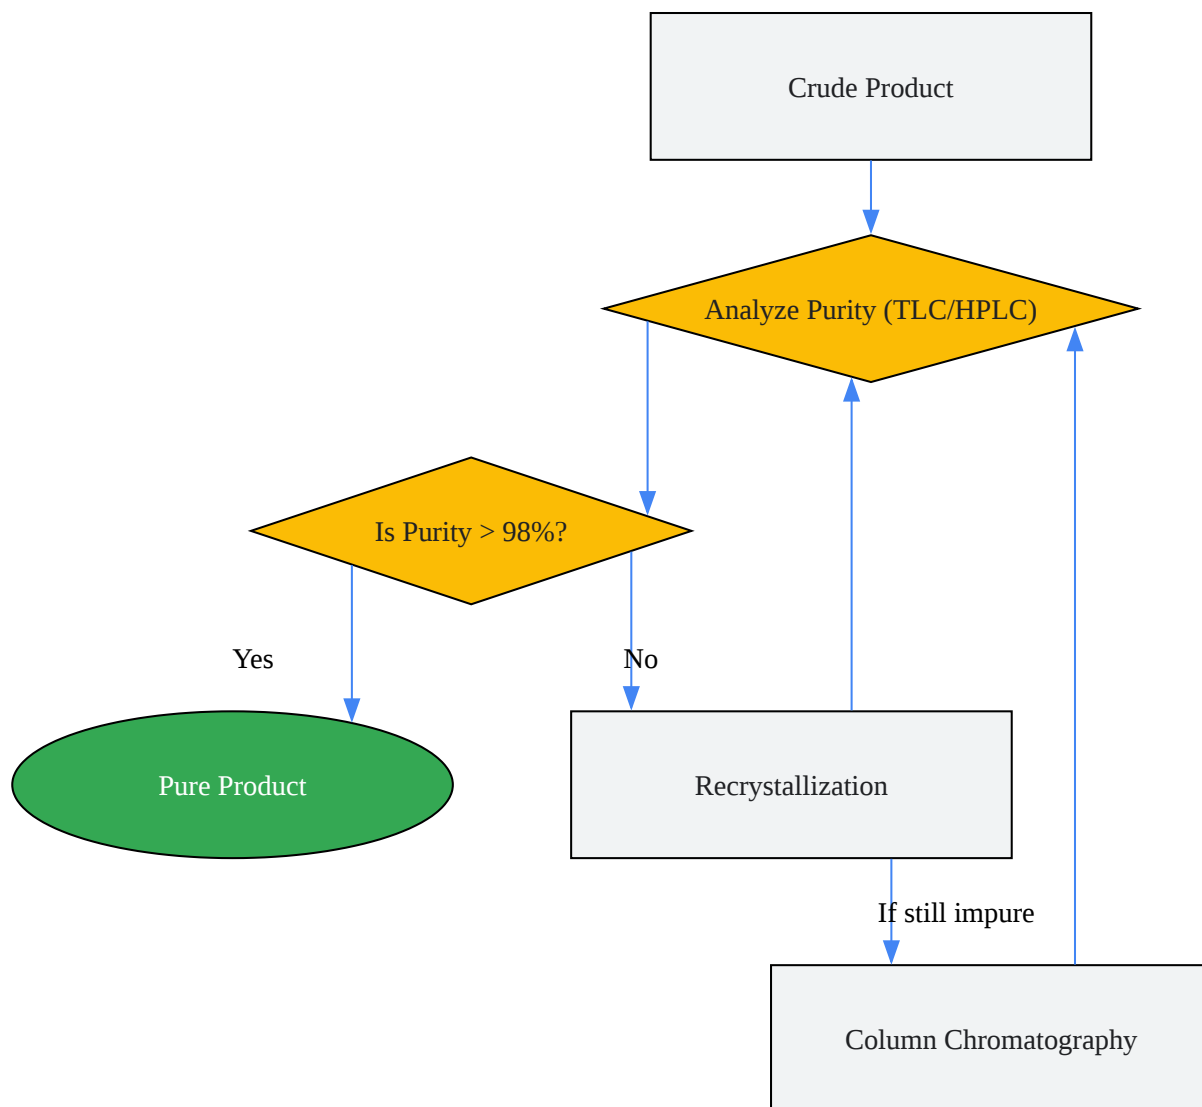 Crude Product
Analyze Purity (TLC/HPLC)
Is Purity > 98%?
Yes
No
Pure Product
Recrystallization
If still impure
Column Chromatography